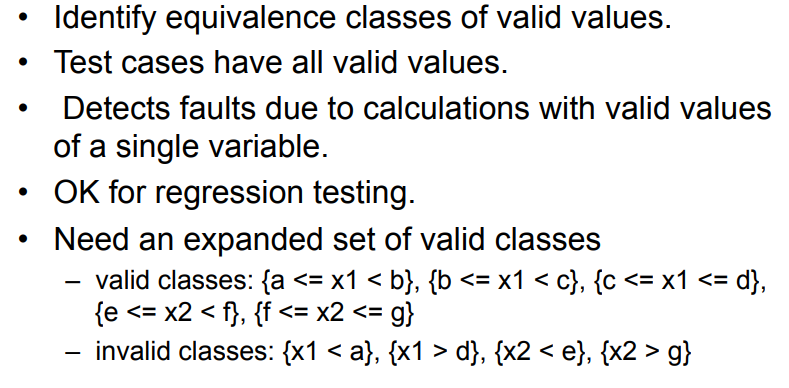 • Identify equivalence classes of valid values.
• Test cases have all valid values.
• Detects faults due to calculations with valid values
of a single variable.
• OK for regression testing.
• Need an expanded set of valid classes
– valid classes: {a <= x1 < b}, {b <= x1 < c}, {c <= x1 <= d},
{e <= x2 < f}, {f <= x2 <= g}
– invalid classes: {x1 < a}, {x1 > d}, {x2 < e}, {x2 > g}